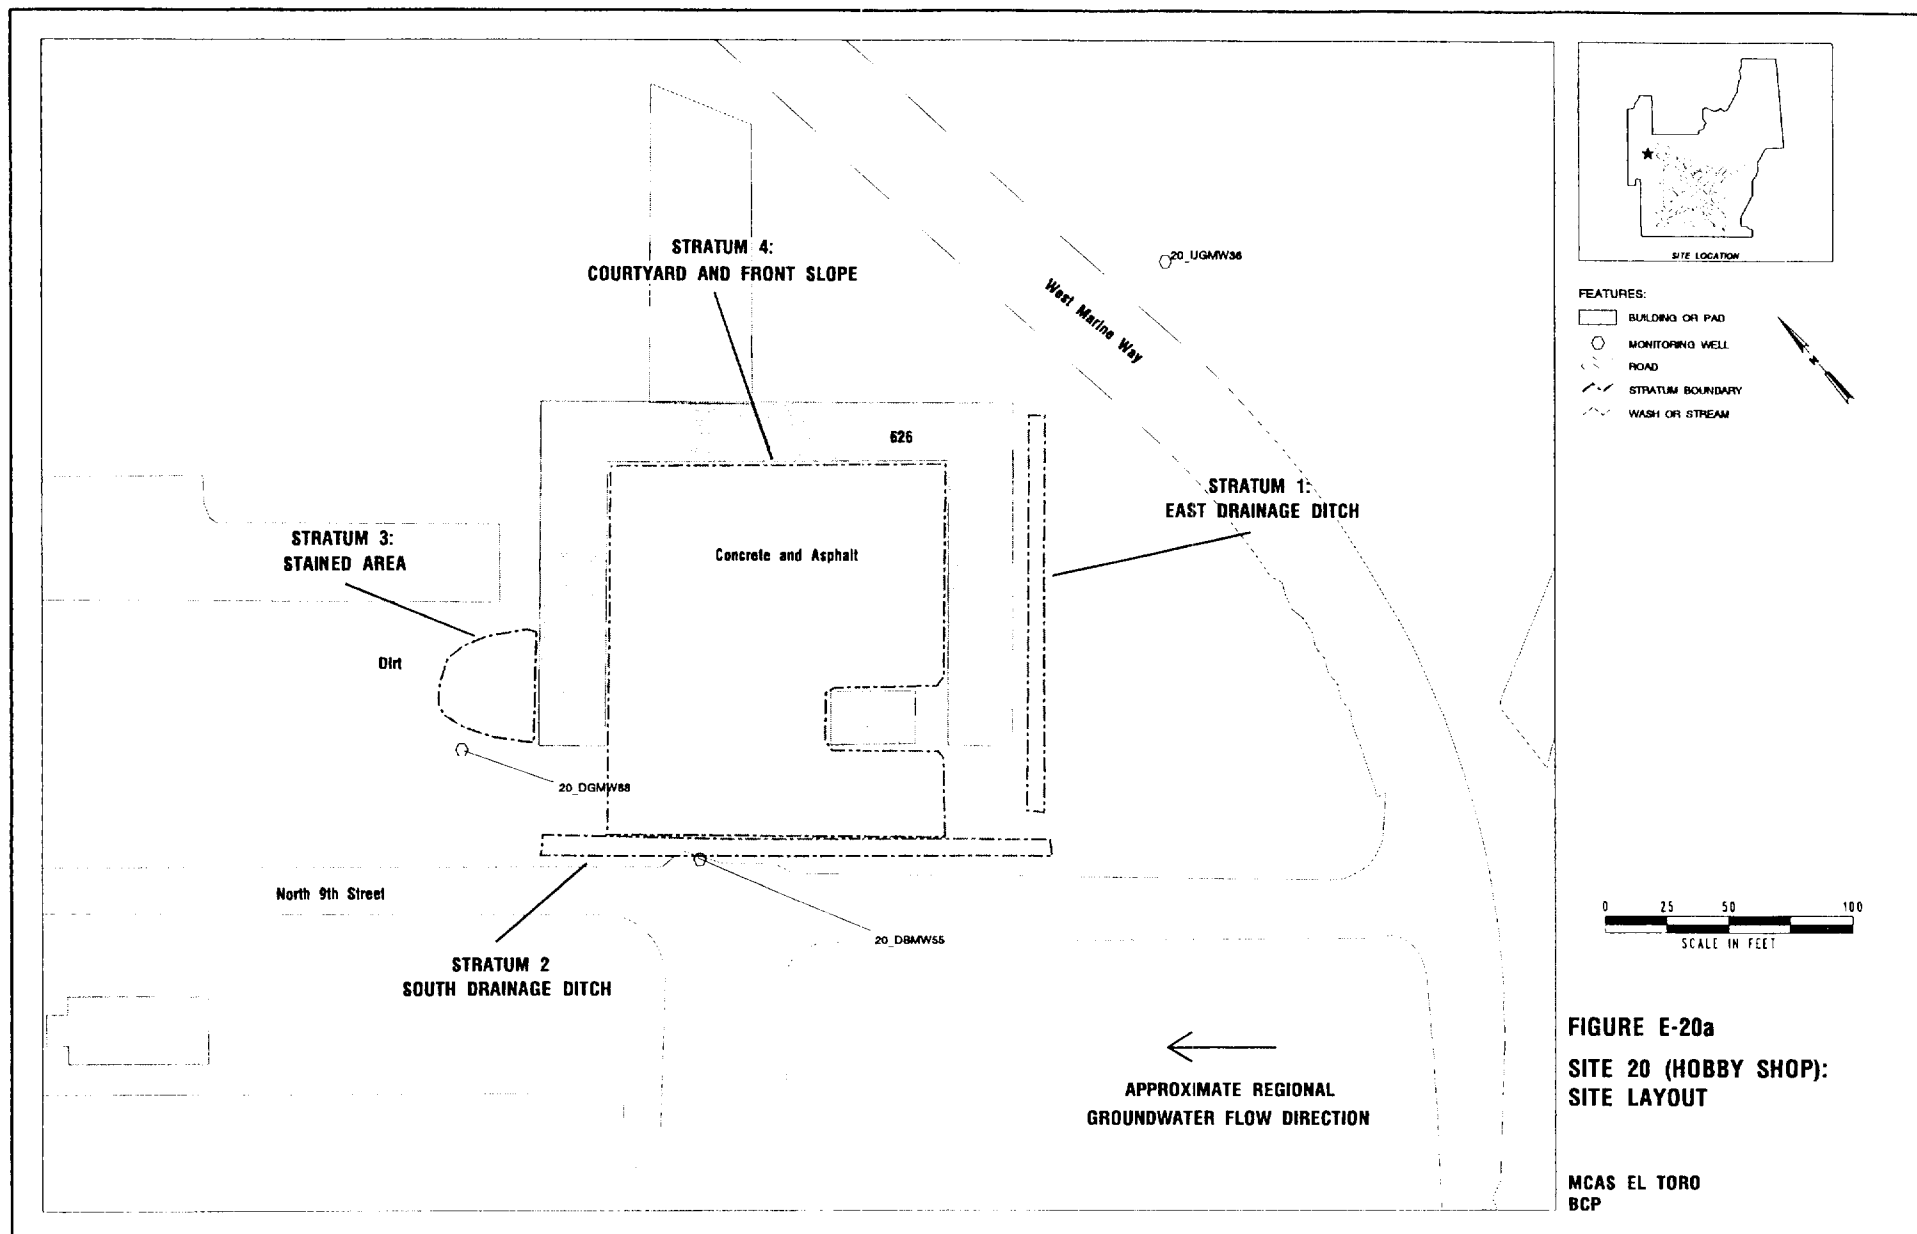 STRATUM 4:
COURTYARD AND FRONT SLOPE
20_UGMW36
West Marine Way
626
STRATUM 1:
EAST DRAINAGE DITCH
STRATUM 3:
STAINED AREA
Concrete and Asphalt
Dirt
20_DGMW88
North 9th Street
20_DBMW55
STRATUM 2
SOUTH DRAINAGE DITCH
APPROXIMATE REGIONAL
GROUNDWATER FLOW DIRECTION
SITE LOCATION
FEATURES:
BUILDING OR PAD
MONITORING WELL
ROAD
STRATUM BOUNDARY
WASH OR STREAM
N
0 25 50 100
SCALE IN FEET
FIGURE E-20a
SITE 20 (HOBBY SHOP):
SITE LAYOUT
MCAS EL TORO
BCP